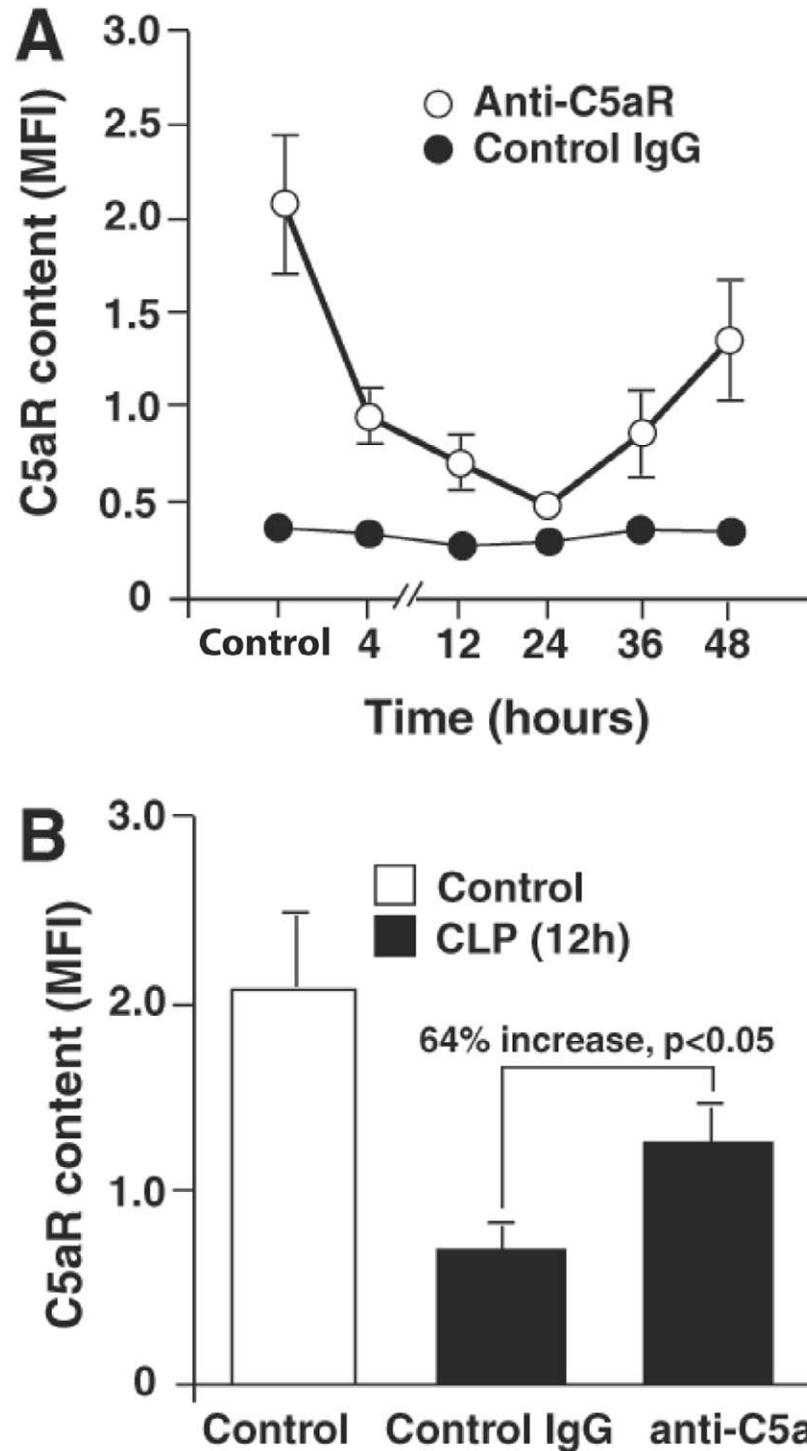 A
3.0
2.5
2.0
1.5
1.0
0.5
0
C5aR content (MFI)
Anti-C5aR
Control IgG
Control 4 12 24 36 48
Time (hours)
B
3.0
2.0
1.0
0
C5aR content (MFI)
Control
CLP (12h)
64% increase, p<0.05
Control Control IgG anti-C5a